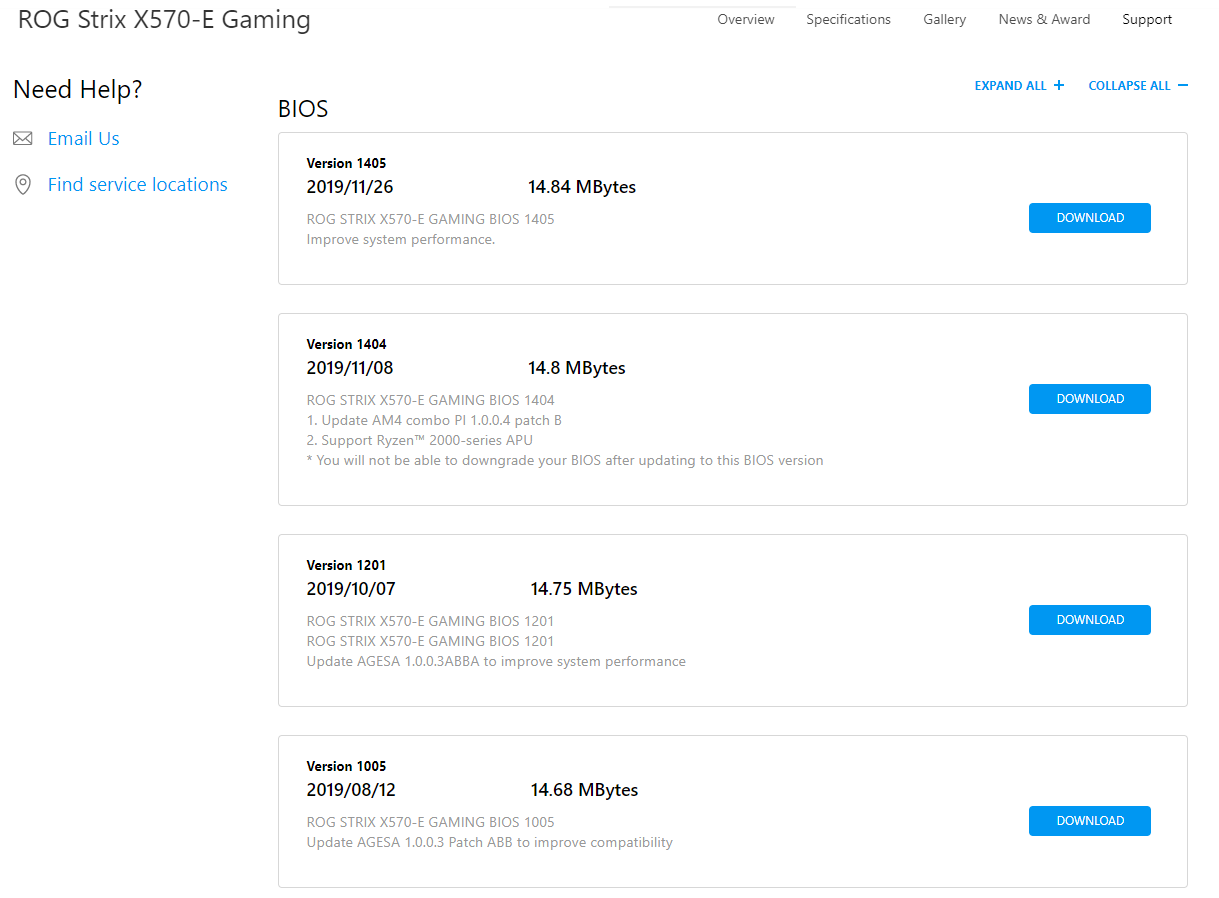 ROG Strix X570-E Gaming
Overview Specifications Gallery News & Award Support
Need Help?
Email Us
Find service locations
EXPAND ALL + COLLAPSE ALL −
BIOS
Version 1405
2019/11/26 14.84 MBytes
ROG STRIX X570-E GAMING BIOS 1405
Improve system performance.
DOWNLOAD
Version 1404
2019/11/08 14.8 MBytes
ROG STRIX X570-E GAMING BIOS 1404
1. Update AM4 combo PI 1.0.0.4 patch B
2. Support Ryzen™ 2000-series APU
* You will not be able to downgrade your BIOS after updating to this BIOS version
DOWNLOAD
Version 1201
2019/10/07 14.75 MBytes
ROG STRIX X570-E GAMING BIOS 1201
ROG STRIX X570-E GAMING BIOS 1201
Update AGESA 1.0.0.3ABBA to improve system performance
DOWNLOAD
Version 1005
2019/08/12 14.68 MBytes
ROG STRIX X570-E GAMING BIOS 1005
Update AGESA 1.0.0.3 Patch ABB to improve compatibility
DOWNLOAD